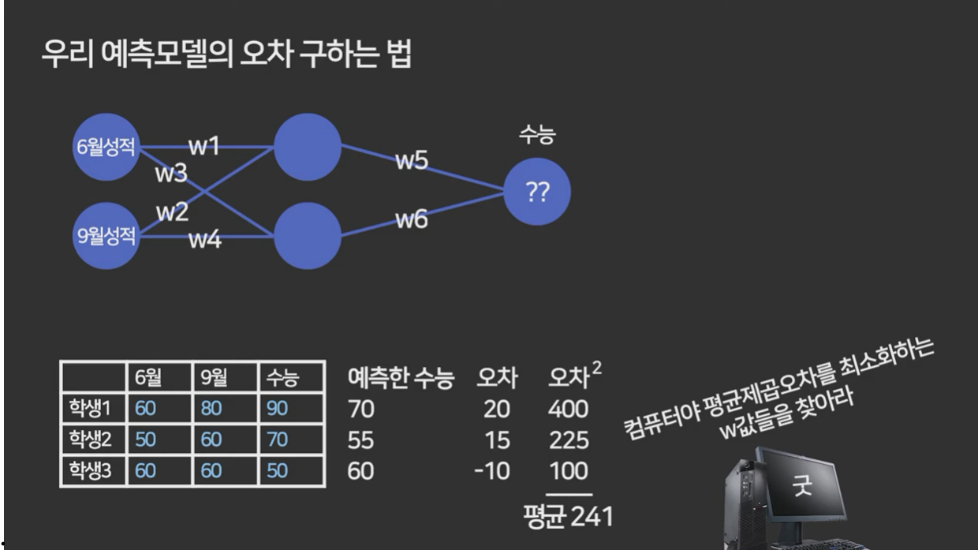 우리 예측모델의 오차 구하는 법
수능
6월성적 w1
w3
w5
??
w2
w6
9월성적 w4
6월 9월 수능 예측한 수능 오차 오차²
학생1 60 80 90 70 20 400
학생2 50 60 70 55 15 225
학생3 60 60 50 60 -10 100
평균 241
컴퓨터야 평균제곱오차를 최소화하는
w값들을 찾아라
굿